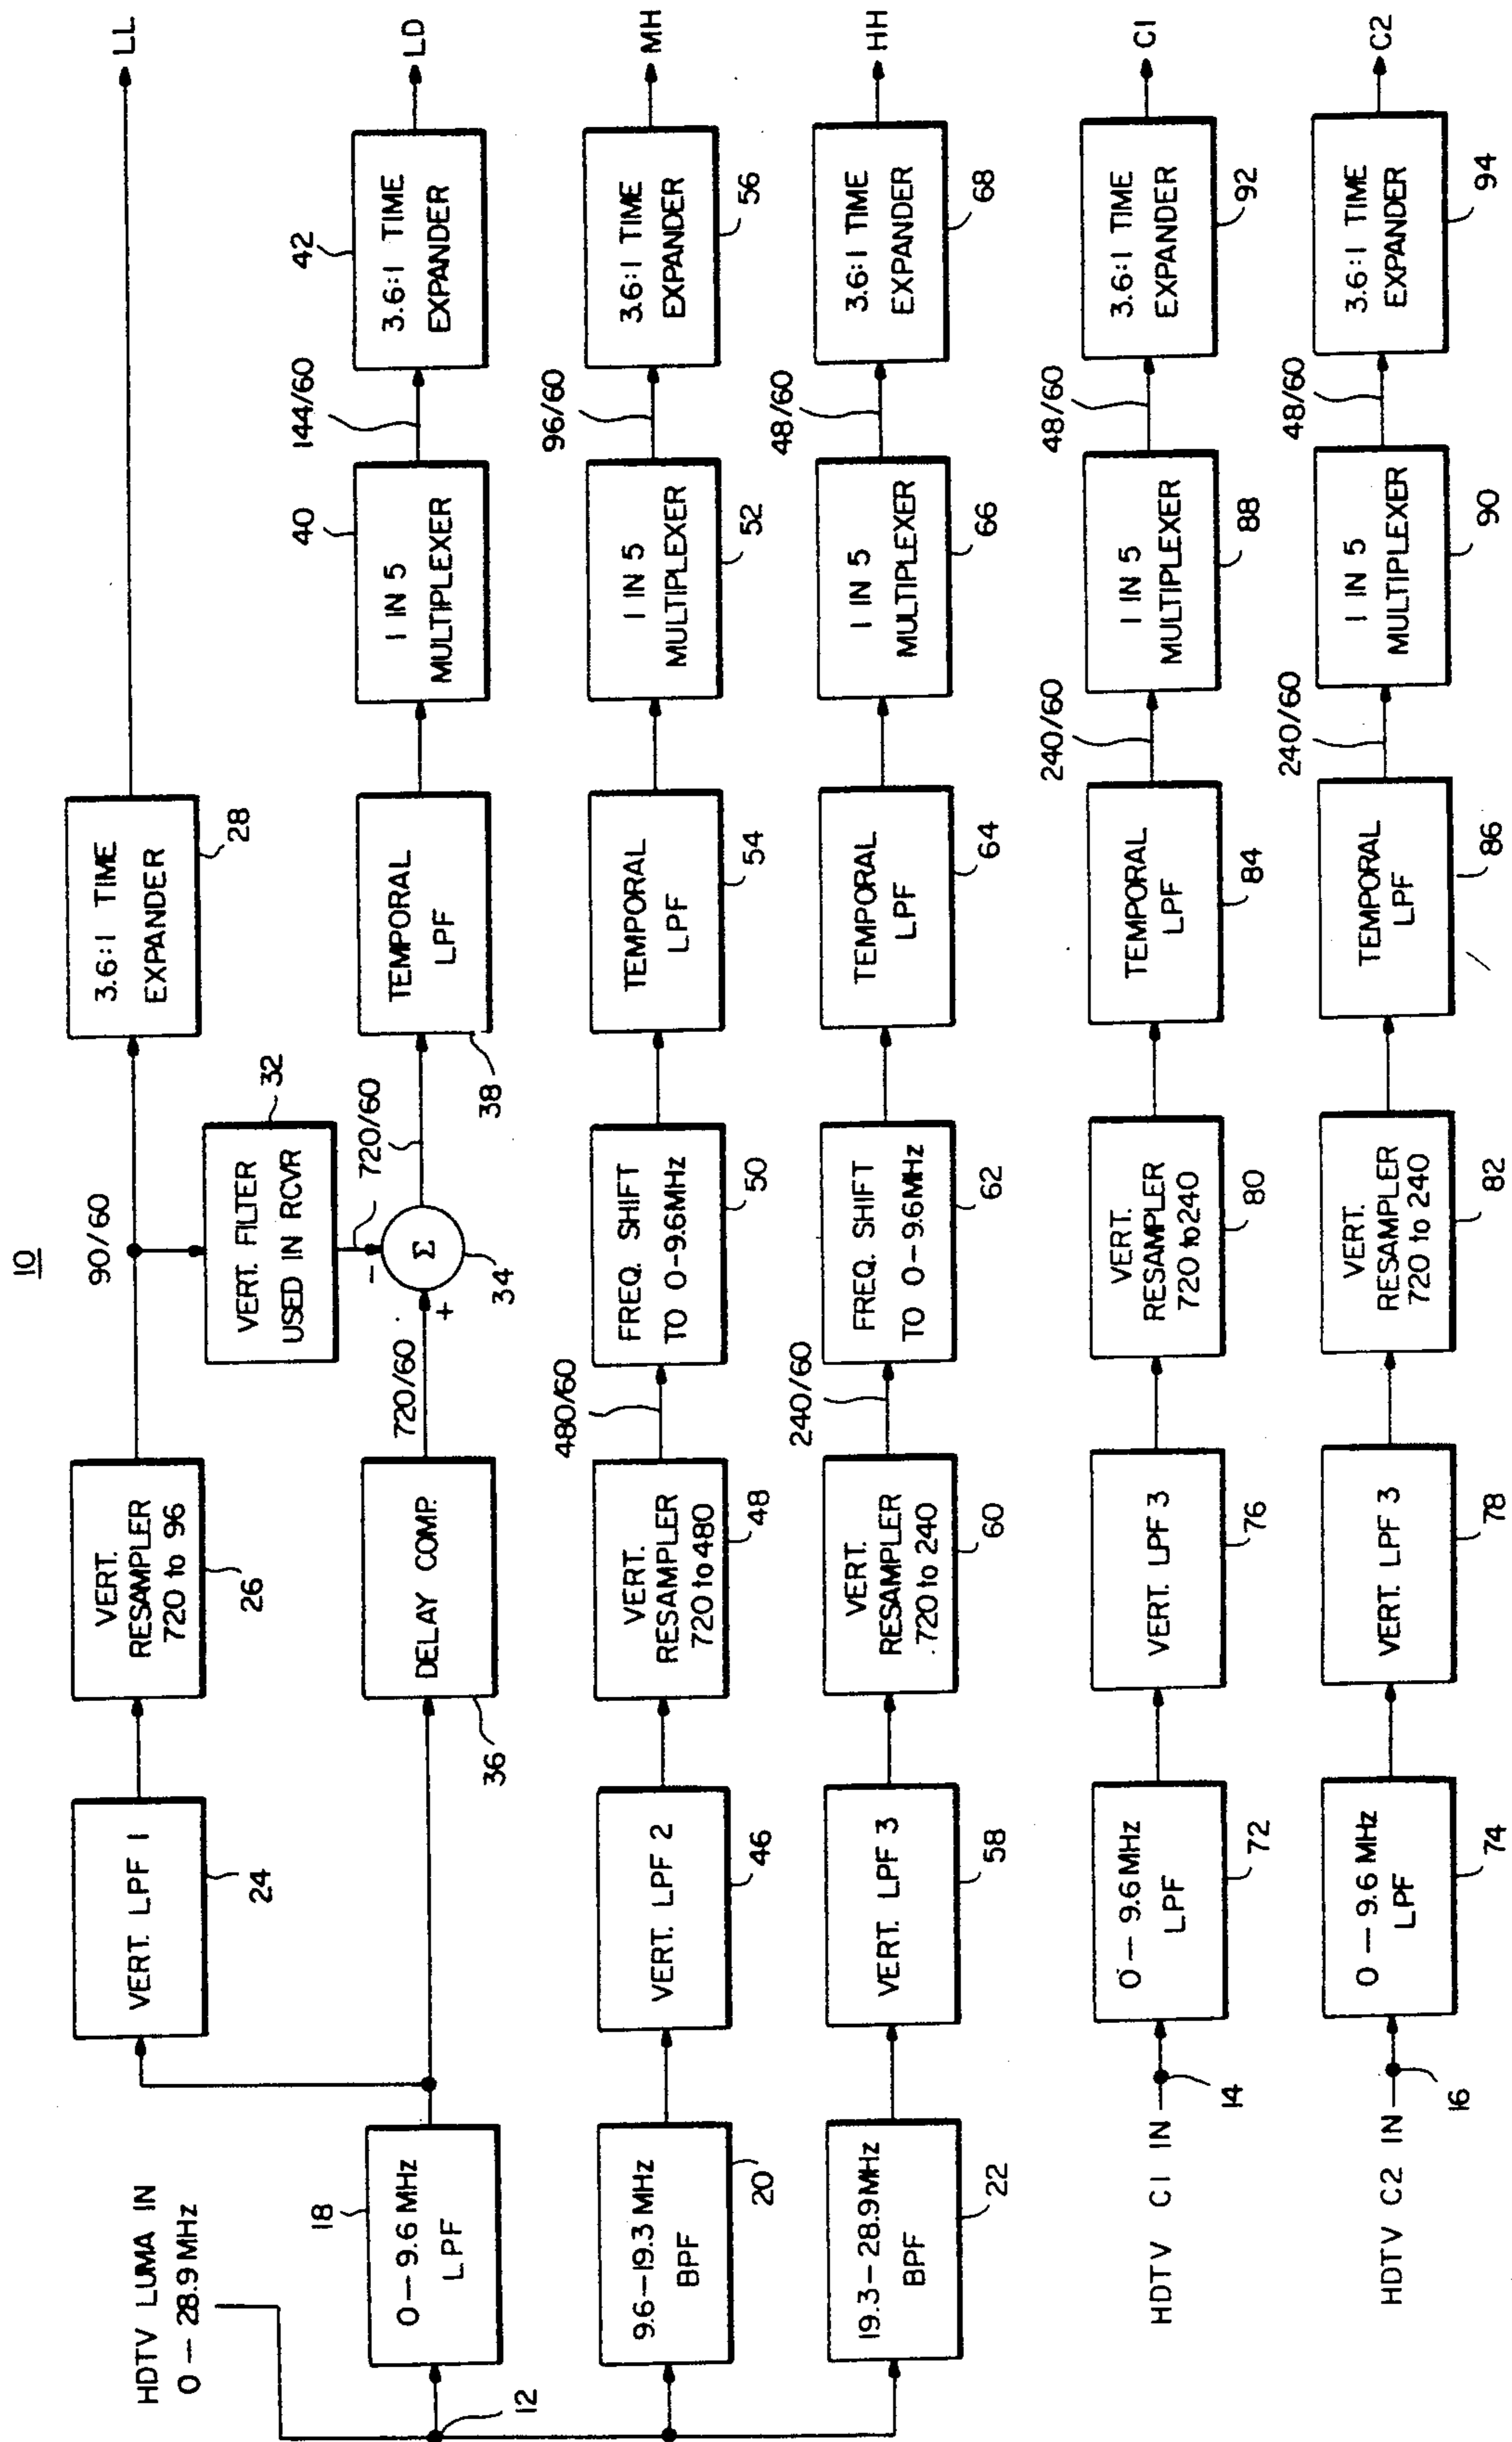 10
HDTV LUMA IN
0 — 28.9 MHz
12
18
0 — 9.6 MHz
LPF
9.6 — 19.3 MHz
BPF
20
19.3 — 28.9 MHz
BPF
22
VERT. LPF 1
24
VERT.
RESAMPLER
720 to 96
26
90/60
3.6:1 TIME
EXPANDER
28
LL
VERT. FILTER
USED IN RCVR
32
720/60
−
DELAY COMP.
36
720/60
+
Σ
34
720/60
TEMPORAL
LPF
38
1 IN 5
MULTIPLEXER
40
144/60
3.6:1 TIME
EXPANDER
42
LD
VERT. LPF 2
46
VERT.
RESAMPLER
720 to 480
48
480/60
FREQ. SHIFT
TO 0-9.6MHz
50
TEMPORAL
LPF
54
1 IN 5
MULTIPLEXER
52
96/60
3.6:1 TIME
EXPANDER
56
MH
VERT. LPF 3
58
VERT.
RESAMPLER
720 to 240
60
240/60
FREQ. SHIFT
TO 0 — 9.6MHz
62
TEMPORAL
LPF
64
1 IN 5
MULTIPLEXER
66
48/60
3.6:1 TIME
EXPANDER
68
HH
HDTV C1 IN
14
0 — 9.6 MHz
LPF
72
VERT. LPF 3
76
VERT.
RESAMPLER
720 to 240
80
TEMPORAL
LPF
84
240/60
1 IN 5
MULTIPLEXER
88
48/60
3.6:1 TIME
EXPANDER
92
C1
HDTV C2 IN
16
0 — 9.6 MHz
LPF
74
VERT. LPF 3
78
VERT.
RESAMPLER
720 to 240
82
TEMPORAL
LPF
86
240/60
1 IN 5
MULTIPLEXER
90
48/60
3.6:1 TIME
EXPANDER
94
C2